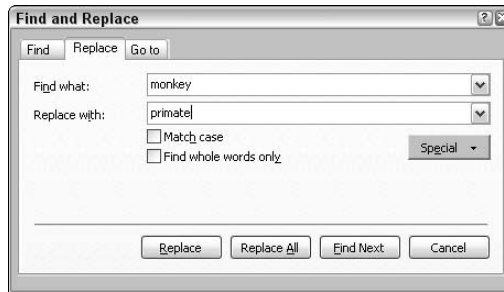 Find and Replace
Find Replace Go to
Find what: monkey
Replace with: primate
Match case
Find whole words only
Special
Replace Replace All Find Next Cancel